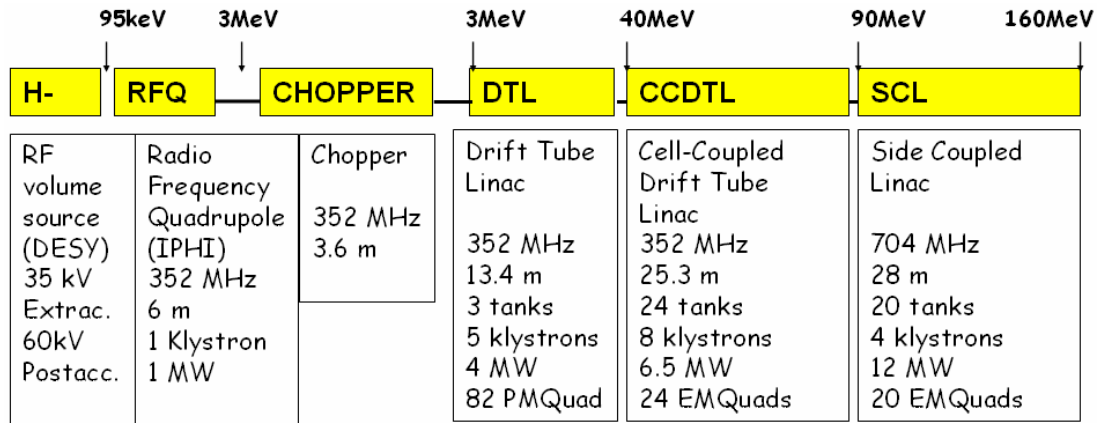 95keV 3MeV 3MeV 40MeV 90MeV 160MeV
H- RFQ CHOPPER DTL CCDTL SCL
RF
volume
source
(DESY)
35 kV
Extrac.
60kV
Postacc.
Radio
Frequency
Quadrupole
(IPHI)
352 MHz
6 m
1 Klystron
1 MW
Chopper
352 MHz
3.6 m
Drift Tube
Linac
352 MHz
13.4 m
3 tanks
5 klystrons
4 MW
82 PMQuad
Cell-Coupled
Drift Tube
Linac
352 MHz
25.3 m
24 tanks
8 klystrons
6.5 MW
24 EMQuads
Side Coupled
Linac
704 MHz
28 m
20 tanks
4 klystrons
12 MW
20 EMQuads